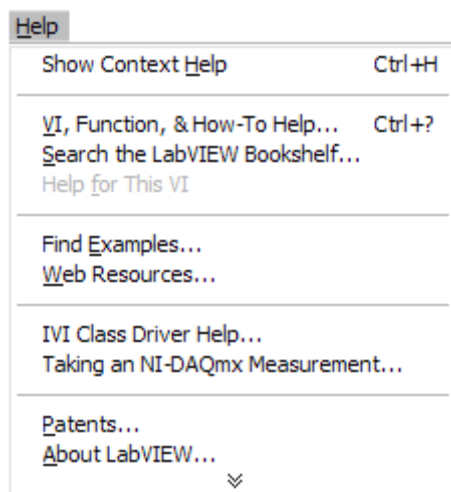 Help
Show Context Help Ctrl+H
VI, Function, & How-To Help... Ctrl+?
Search the LabVIEW Bookshelf...
Help for This VI
Find Examples...
Web Resources...
IVI Class Driver Help...
Taking an NI-DAQmx Measurement...
Patents...
About LabVIEW...